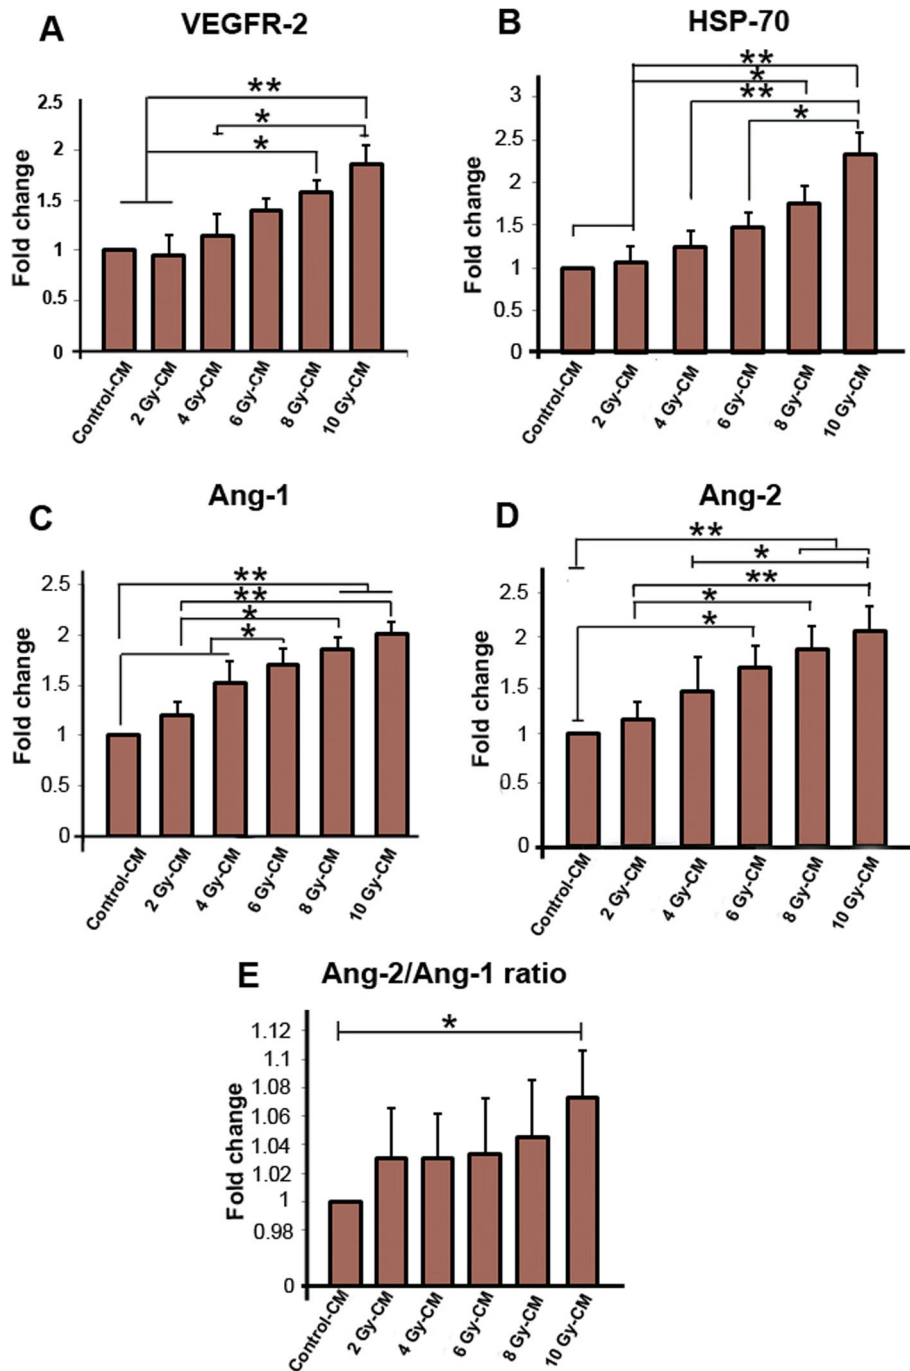 A
VEGFR-2
**
*
*
2.5
2
1.5
1
0.5
0
Fold change
Control-CM
2 Gy-CM
4 Gy-CM
6 Gy-CM
8 Gy-CM
10 Gy-CM
B
HSP-70
**
*
**
*
3
2.5
2
1.5
1
0.5
0
Fold change
Control-CM
2 Gy-CM
4 Gy-CM
6 Gy-CM
8 Gy-CM
10 Gy-CM
C
Ang-1
**
**
*
*
2.5
2
1.5
1
0.5
0
Fold change
Control-CM
2 Gy-CM
4 Gy-CM
6 Gy-CM
8 Gy-CM
10 Gy-CM
D
Ang-2
**
*
**
*
*
2.5
2
1.5
1
0.5
0
Fold change
Control-CM
2 Gy-CM
4 Gy-CM
6 Gy-CM
8 Gy-CM
10 Gy-CM
E
Ang-2/Ang-1 ratio
*
1.12
1.1
1.08
1.06
1.04
1.02
1
0.98
0
Fold change
Control-CM
2 Gy-CM
4 Gy-CM
6 Gy-CM
8 Gy-CM
10 Gy-CM